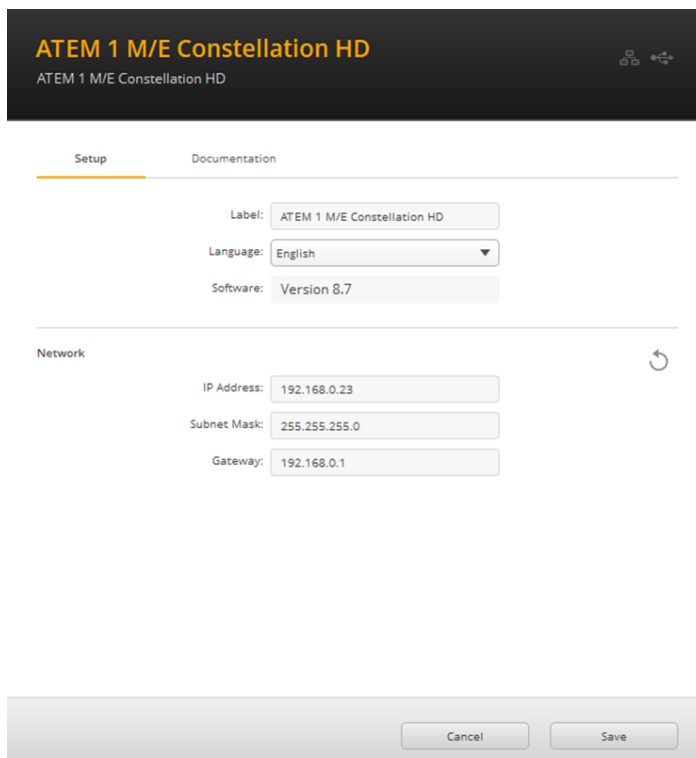 ATEM 1 M/E Constellation HD
ATEM 1 M/E Constellation HD
Setup Documentation
Label: ATEM 1 M/E Constellation HD
Language: English
Software: Version 8.7
Network
IP Address: 192.168.0.23
Subnet Mask: 255.255.255.0
Gateway: 192.168.0.1
Cancel Save